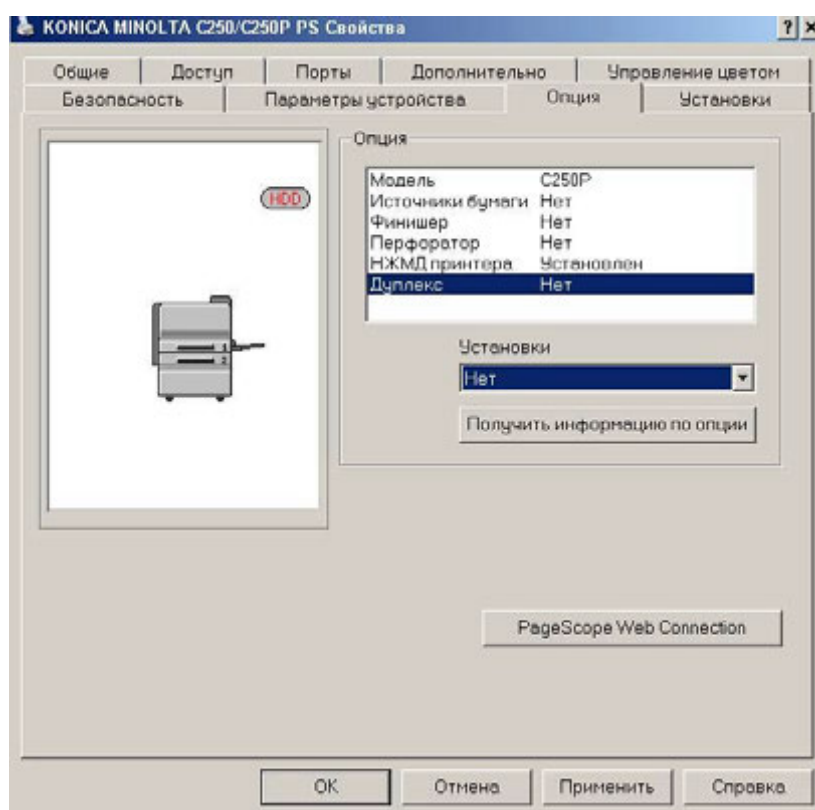 KONICA MINOLTA C250/C250P PS Свойства
Общие Доступ Порты Дополнительно Управление цветом
Безопасность Параметры устройства Опция Установки
Опция
HDD
Модель C250P
Источники бумаги Нет
Финишер Нет
Перфоратор Нет
НЖМД принтера Установлен
Дуплекс Нет
1
2
Установки
Нет
Получить информацию по опции
PageScope Web Connection
OK Отмена Применить Справка